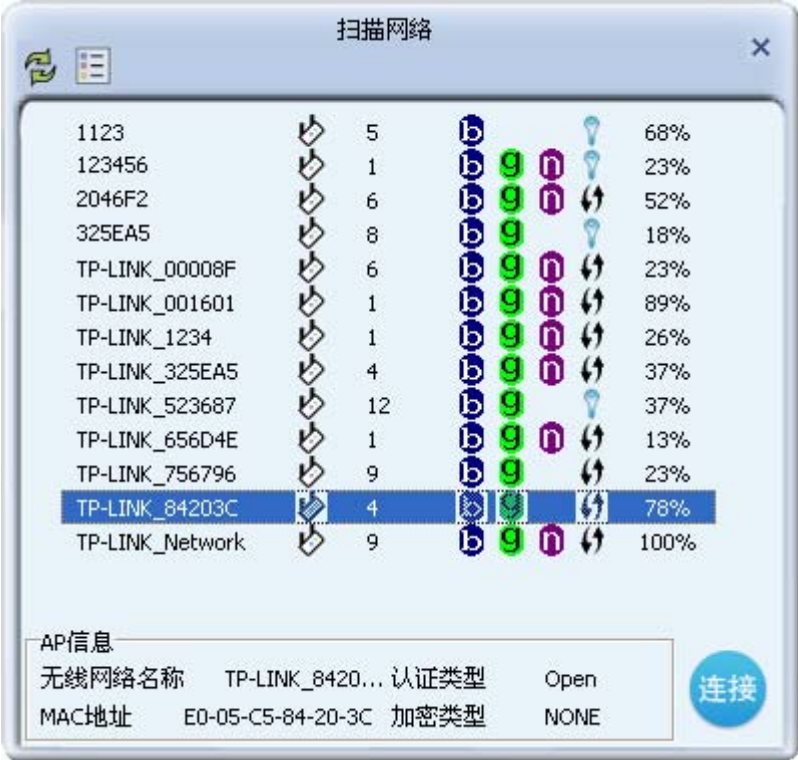 扫描网络
1123 5 b 68%
123456 1 b g n 23%
2046F2 6 b g n 52%
325EA5 8 b g 18%
TP-LINK_00008F 6 b g n 23%
TP-LINK_001601 1 b g n 89%
TP-LINK_1234 1 b g n 26%
TP-LINK_325EA5 4 b g n 37%
TP-LINK_523687 12 b g 37%
TP-LINK_656D4E 1 b g n 13%
TP-LINK_756796 9 b g 23%
TP-LINK_84203C 4 b g 78%
TP-LINK_Network 9 b g n 100%
AP信息
无线网络名称 TP-LINK_8420... 认证类型 Open
MAC地址 E0-05-C5-84-20-3C 加密类型 NONE
连接